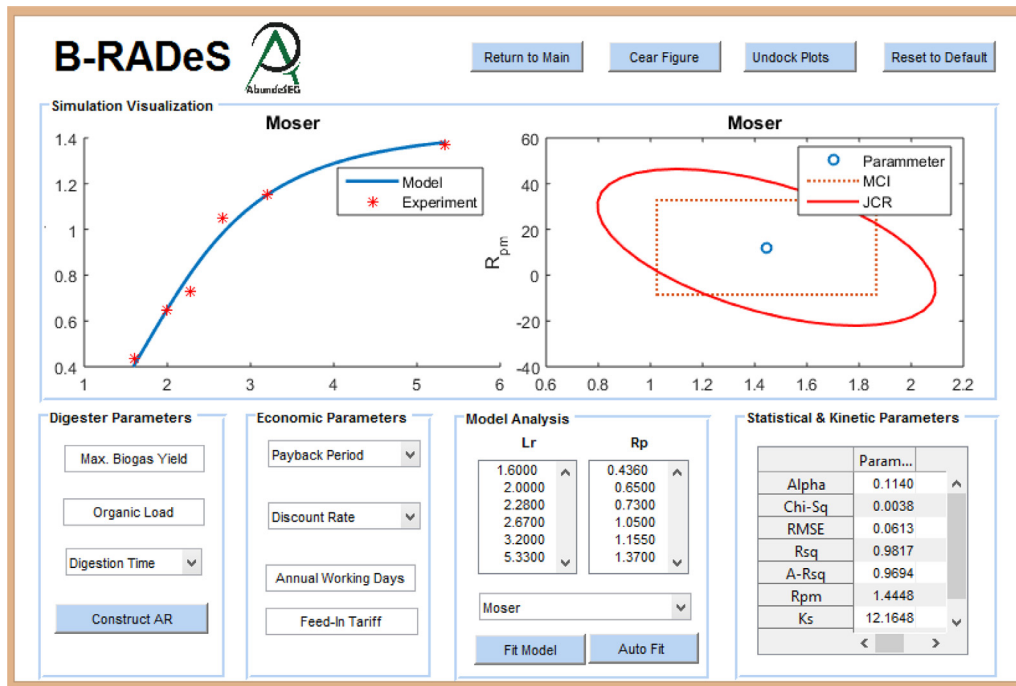 B-RADeS
AbundeSEG
Return to Main
Cear Figure
Undock Plots
Reset to Default
Simulation Visualization
Moser
1.4
1.2
1
0.8
0.6
0.4
1 2 3 4 5 6
Model
Experiment
Moser
60
40
20
0
-20
-40
R_pm
0.6 0.8 1 1.2 1.4 1.6 1.8 2 2.2
Parammeter
MCI
JCR
Digester Parameters
Max. Biogas Yield
Organic Load
Digestion Time
Construct AR
Economic Parameters
Payback Period
Discount Rate
Annual Working Days
Feed-In Tariff
Model Analysis
Lr Rp
1.6000 0.4360
2.0000 0.6500
2.2800 0.7300
2.6700 1.0500
3.2000 1.1550
5.3300 1.3700
Moser
Fit Model
Auto Fit
Statistical & Kinetic Parameters
Param...
Alpha 0.1140
Chi-Sq 0.0038
RMSE 0.0613
Rsq 0.9817
A-Rsq 0.9694
Rpm 1.4448
Ks 12.1648